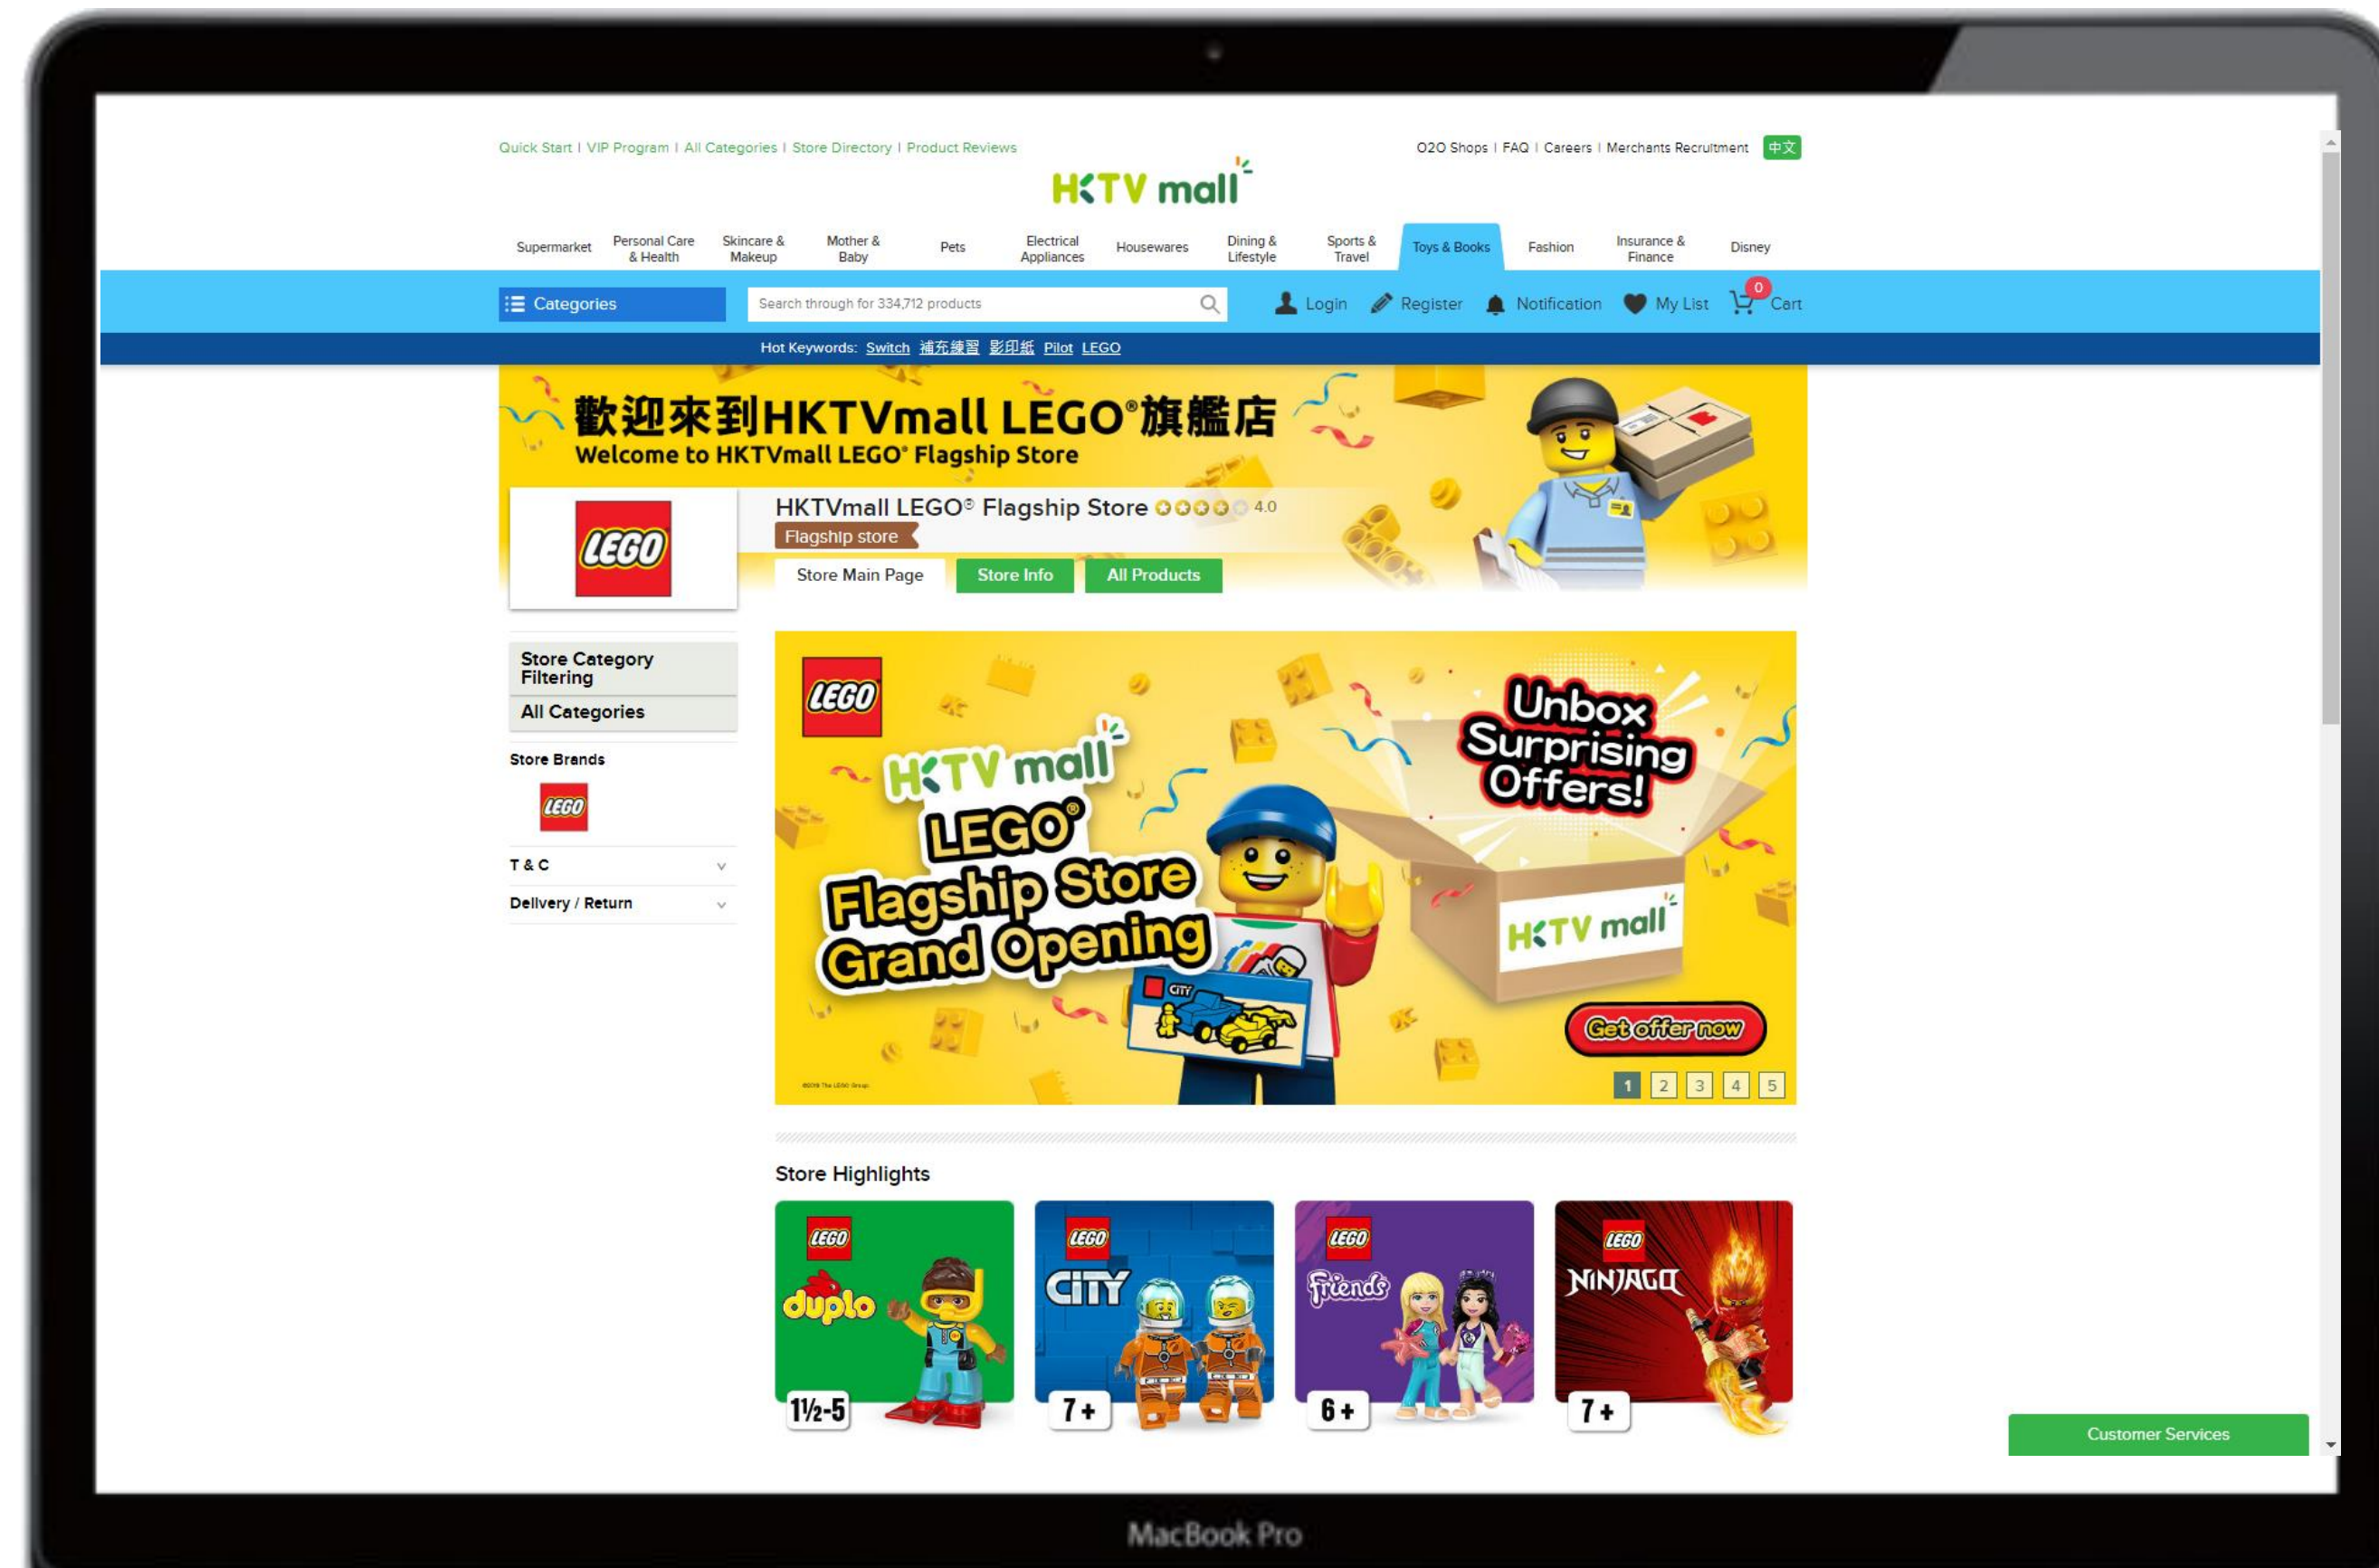 Quick Start | VIP Program | All Categories | Store Directory | Product Reviews
O2O Shops | FAQ | Careers | Merchants Recruitment 中文
HKTV mall
Supermarket
Personal Care
& Health
Skincare &
Makeup
Mother &
Baby
Pets
Electrical
Appliances
Housewares
Dining &
Lifestyle
Sports &
Travel
Toys & Books
Fashion
Insurance &
Finance
Disney
Categories
Search through for 334,712 products
Login
Register
Notification
My List
0
Cart
Hot Keywords: Switch 補充練習 影印紙 Pilot LEGO
歡迎來到HKTVmall LEGO®旗艦店
Welcome to HKTVmall LEGO® Flagship Store
LEGO
HKTVmall LEGO® Flagship Store 4.0
Flagship store
Store Main Page
Store Info
All Products
Store Category
Filtering
All Categories
Store Brands
LEGO
T & C
Delivery / Return
LEGO
HKTV mall
LEGO®
Flagship Store
Grand Opening
CITY
Unbox
Surprising
Offers!
HKTV mall
Get offer now
©2019 The LEGO Group.
1 2 3 4 5
Store Highlights
LEGO
duplo
1½-5
LEGO
CITY
7+
LEGO
friends
6+
LEGO
NINJAGO
7+
Customer Services
MacBook Pro